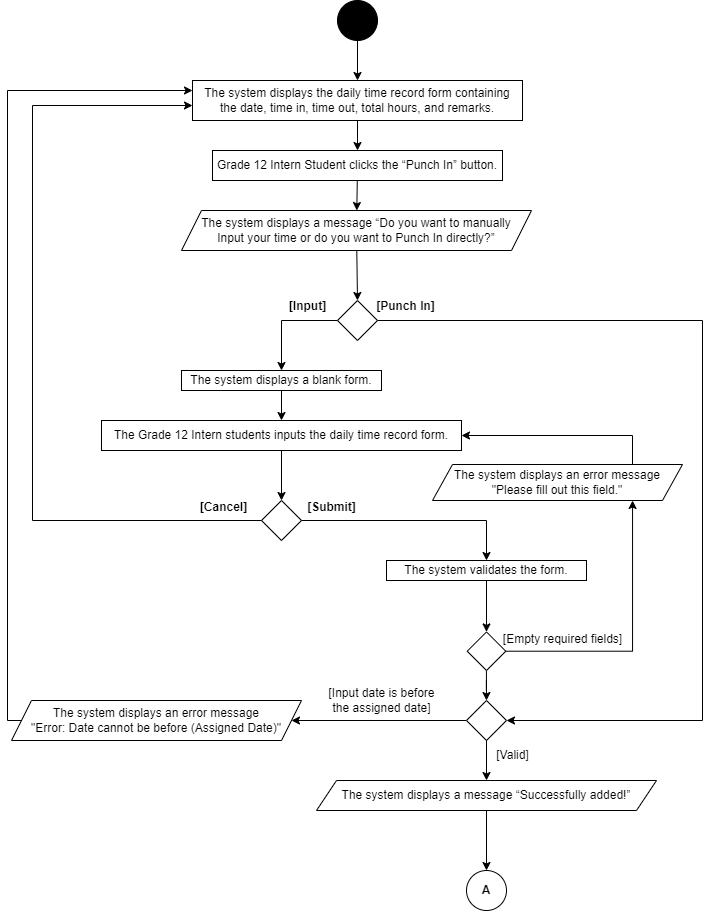 The system displays the daily time record form containing
the date, time in, time out, total hours, and remarks.
Grade 12 Intern Student clicks the “Punch In” button.
The system displays a message “Do you want to manually
Input your time or do you want to Punch In directly?”
[Input]
[Punch In]
The system displays a blank form.
The Grade 12 Intern students inputs the daily time record form.
The system displays an error message
"Please fill out this field."
[Cancel]
[Submit]
The system validates the form.
[Empty required fields]
[Input date is before
the assigned date]
The system displays an error message
"Error: Date cannot be before (Assigned Date)"
[Valid]
The system displays a message “Successfully added!”
A